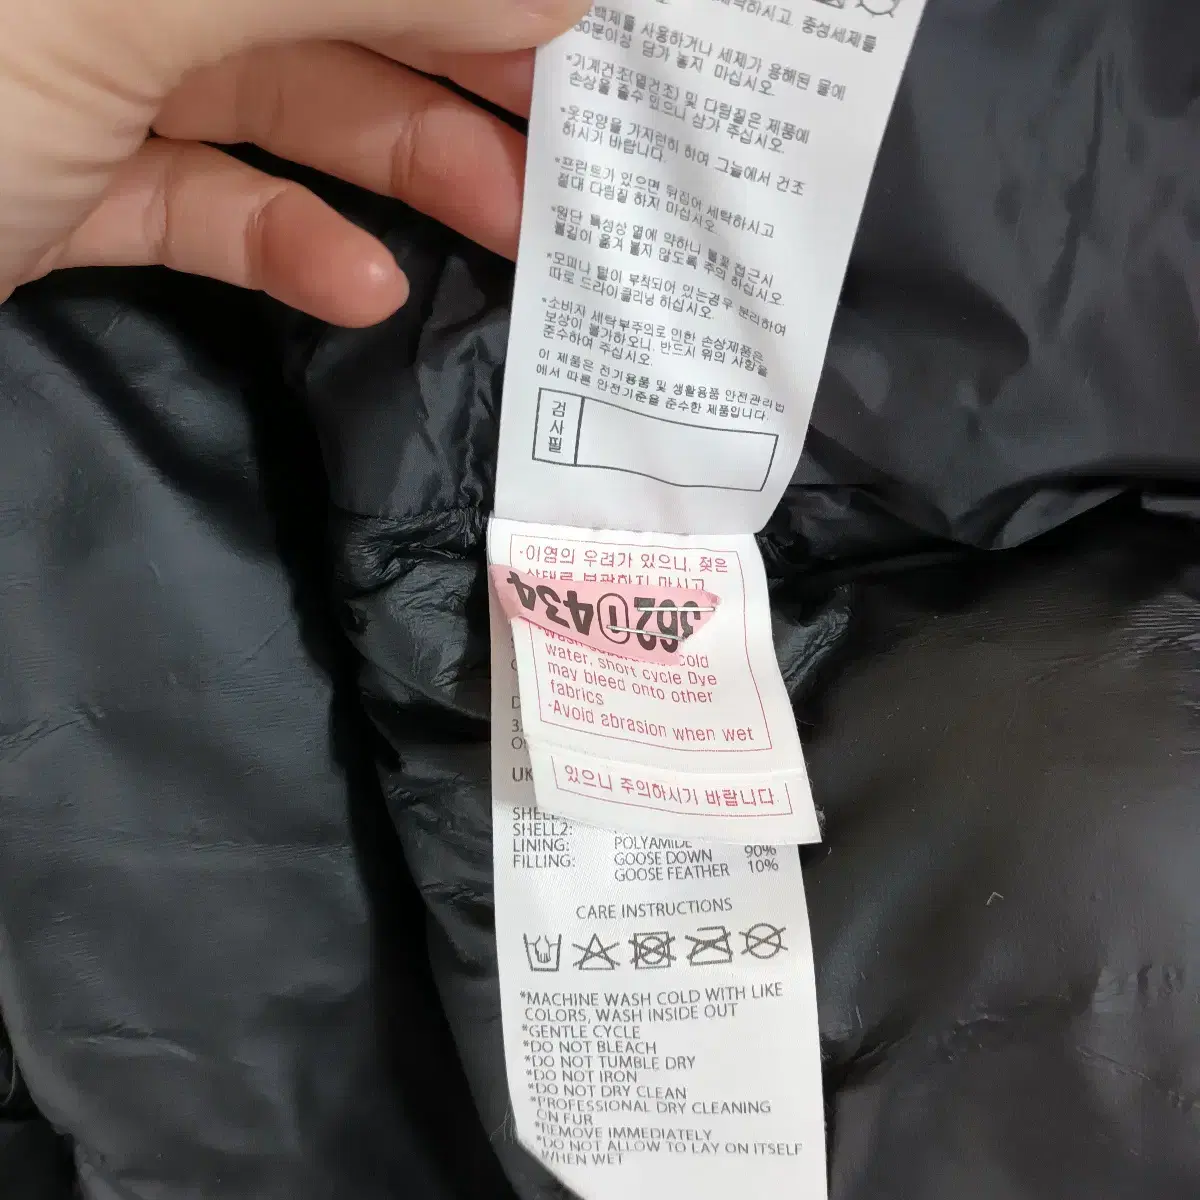 하시고. 중성세제를
표백제를 사용하거나 세제가 용해된 물에
30분이상 담가 놓지 마십시오.
*기계건조(열건조) 및 다림질은 제품에
손상을 줄수 있으니 삼가 주십시오.
*옷모양을 가지런히 하여 그늘에서 건조
하시기 바랍니다.
*프린트가 있으면 뒤집어 세탁하시고
절대 다림질 하지 마십시오.
*원단 특성상 열에 약하니 불꽃 접근시
불길이 옮겨 붙지 않도록 주의 하십시오
*모피나 털이 부착되어 있는경우 분리하여
따로 드라이클리닝 하십시오.
*소비자 세탁부주의로 인한 손상제품은
보상이 불가하오니, 반드시 위의 사항을
준수하여 주십시오.
이 제품은 전기용품 및 생활용품 안전관리법
에서 따른 안전기준을 준수한 제품입니다.
검사필
·이염의 우려가 있으니, 젖은
상태로 보관하지 마시고
362 1 434
cold
water, short cycle Dye
may bleed onto other
fabrics
·Avoid abrasion when wet
있으니 주의하시기 바랍니다.
UK
SHELL
SHELL2:
LINING: POLYAMIDE
FILLING: GOOSE DOWN 90%
GOOSE FEATHER 10%
CARE INSTRUCTIONS
*MACHINE WASH COLD WITH LIKE
COLORS, WASH INSIDE OUT
*GENTLE CYCLE
*DO NOT BLEACH
*DO NOT TUMBLE DRY
*DO NOT IRON
*DO NOT DRY CLEAN
*PROFESSIONAL DRY CLEANING
ON FUR
*REMOVE IMMEDIATELY
*DO NOT ALLOW TO LAY ON ITSELF
WHEN WET